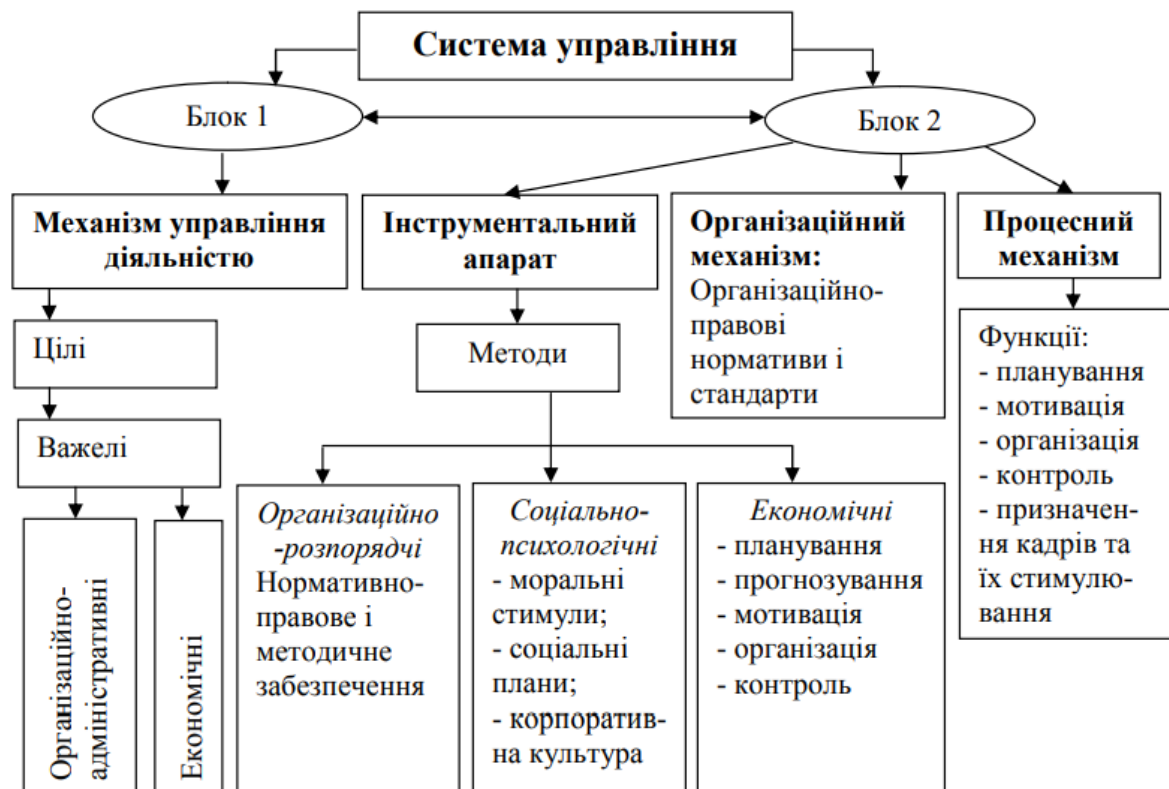 Система управління
Блок 1
Блок 2
Механізм управління
діяльністю
Інструментальний
апарат
Організаційний
механізм:
Організаційно-
правові
нормативи і
стандарти
Процесний
механізм
Цілі
Методи
Функції:
- планування
- мотивація
- організація
- контроль
- призначен-
ня кадрів та
їх стимулю-
вання
Важелі
Організаційно-
адміністративні
Економічні
Організаційно
-розпорядчі
Нормативно-
правове і
методичне
забезпечення
Соціально-
психологічні
- моральні
стимули;
- соціальні
плани;
- корпоратив-
на культура
Економічні
- планування
- прогнозування
- мотивація
- організація
- контроль